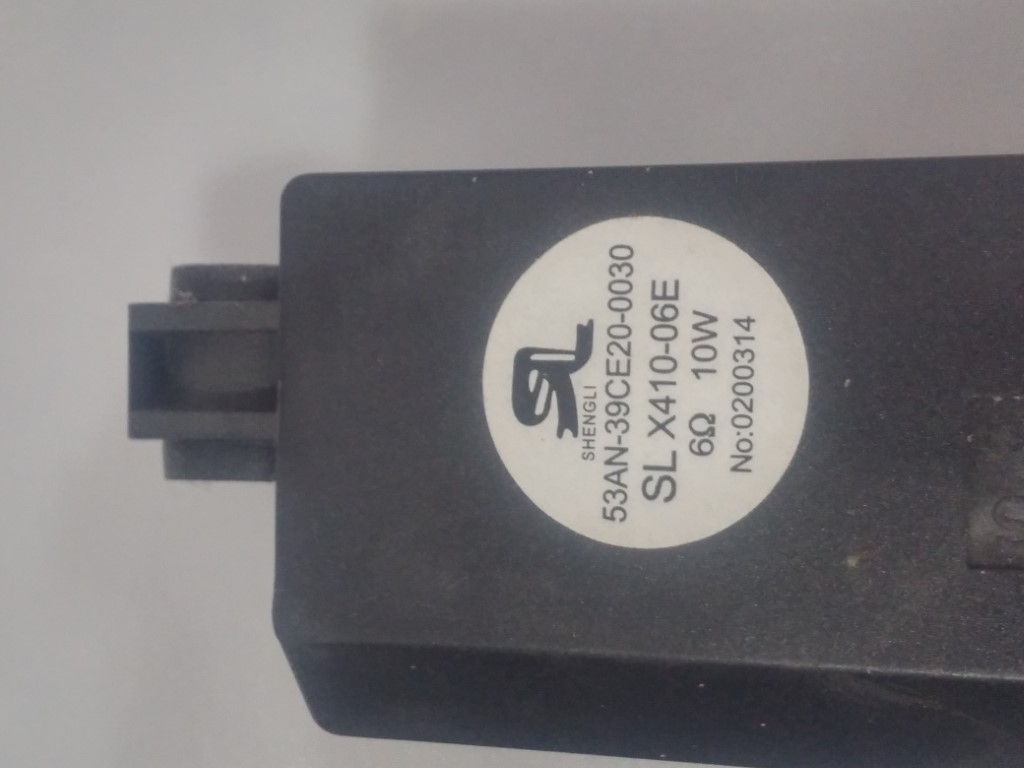 SL
SHENGLI
53AN-39CE20-0030
SL X410-06E
6Ω 10W
No:0200314